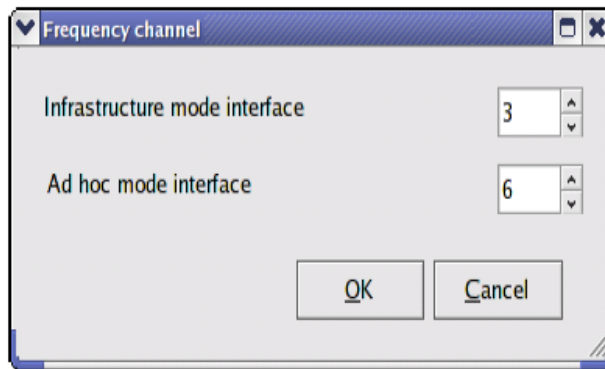 Frequency channel
Infrastructure mode interface 3
Ad hoc mode interface 6
OK Cancel